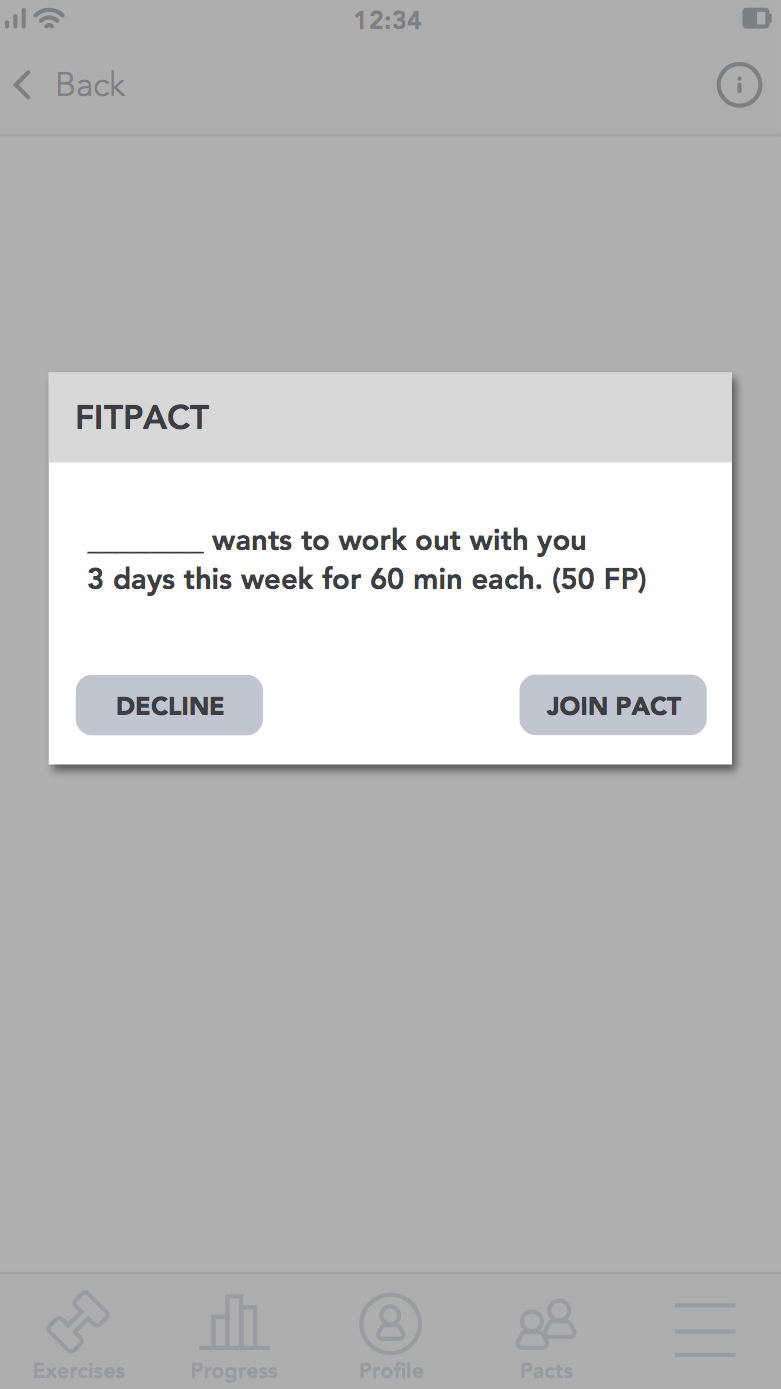 12:34
Back
FITPACT
________ wants to work out with you
3 days this week for 60 min each. (50 FP)
DECLINE
JOIN PACT
Exercises
Progress
Profile
Pacts